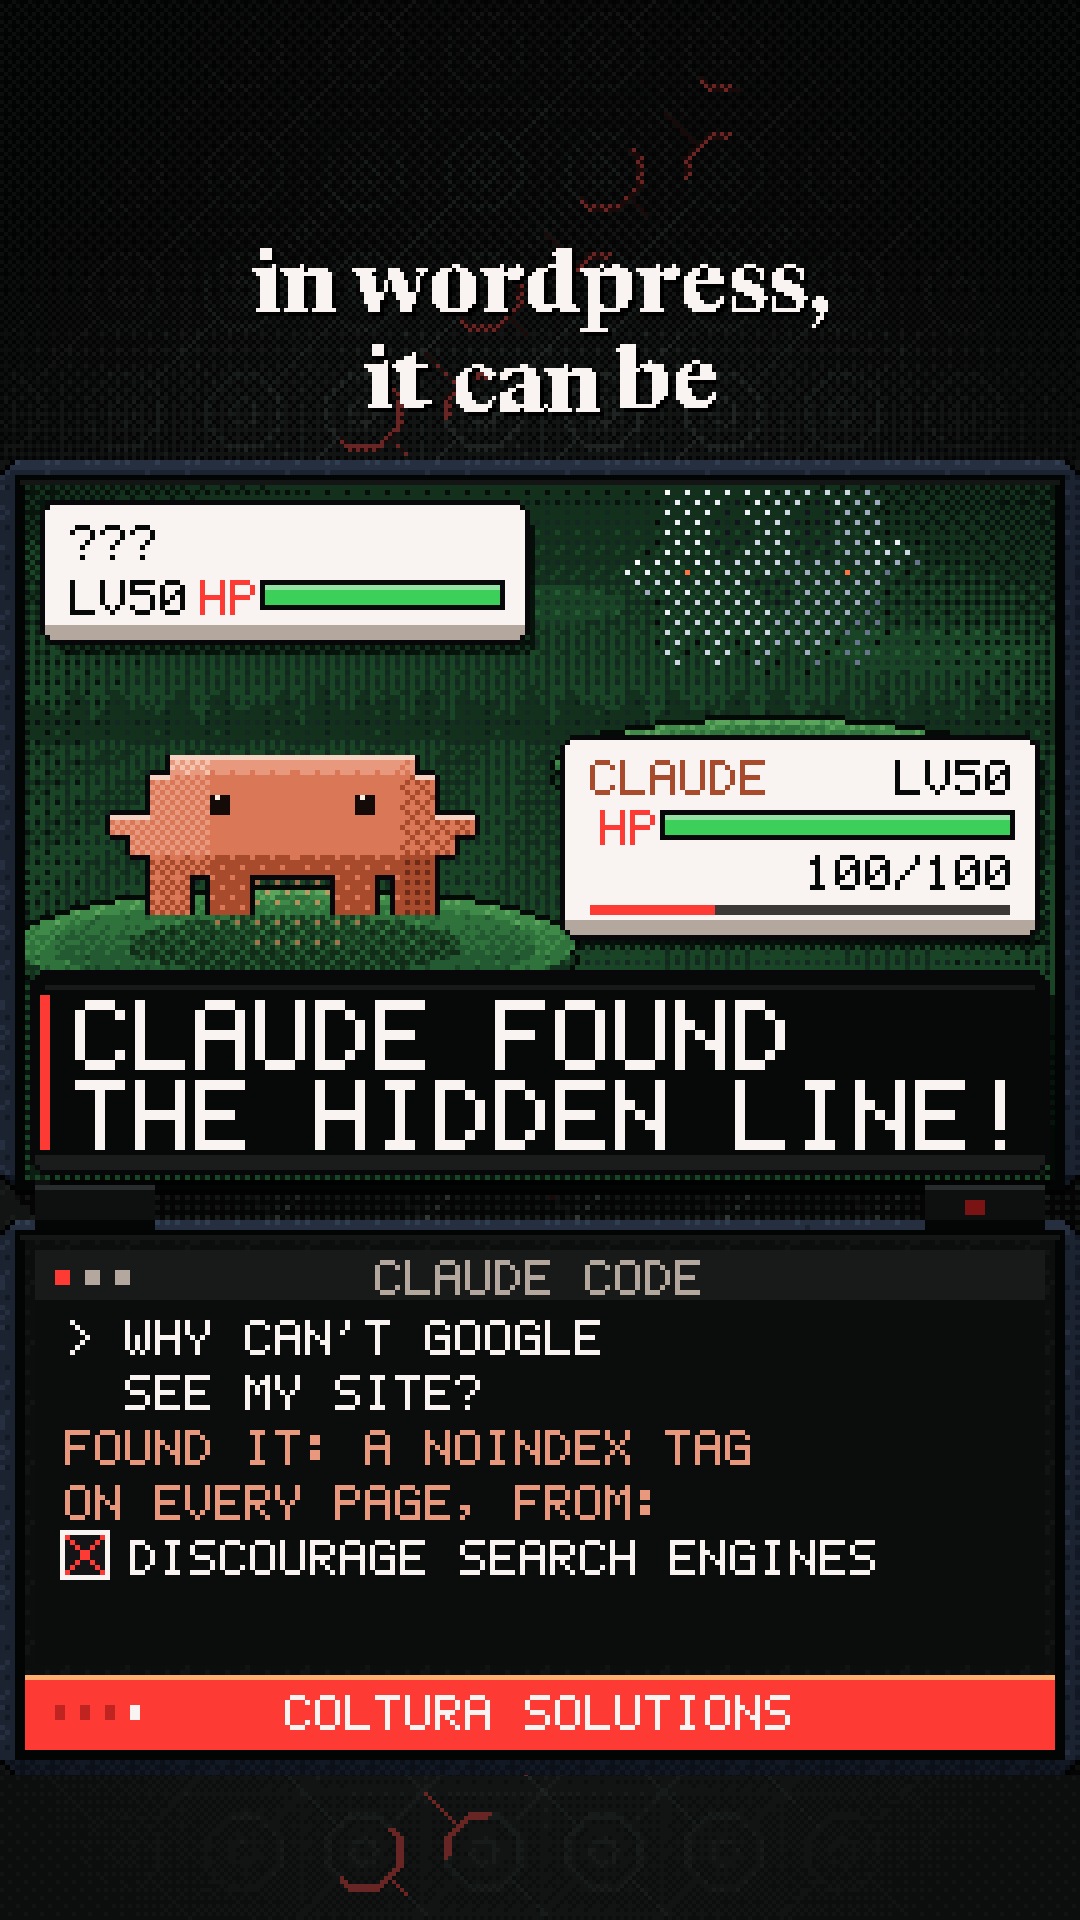 in wordpress,
it can be
???
LV50 HP
CLAUDE LV50
HP
100/100
CLAUDE FOUND
THE HIDDEN LINE!
CLAUDE CODE
> WHY CAN'T GOOGLE
SEE MY SITE?
FOUND IT: A NOINDEX TAG
ON EVERY PAGE, FROM:
DISCOURAGE SEARCH ENGINES
COLTURA SOLUTIONS